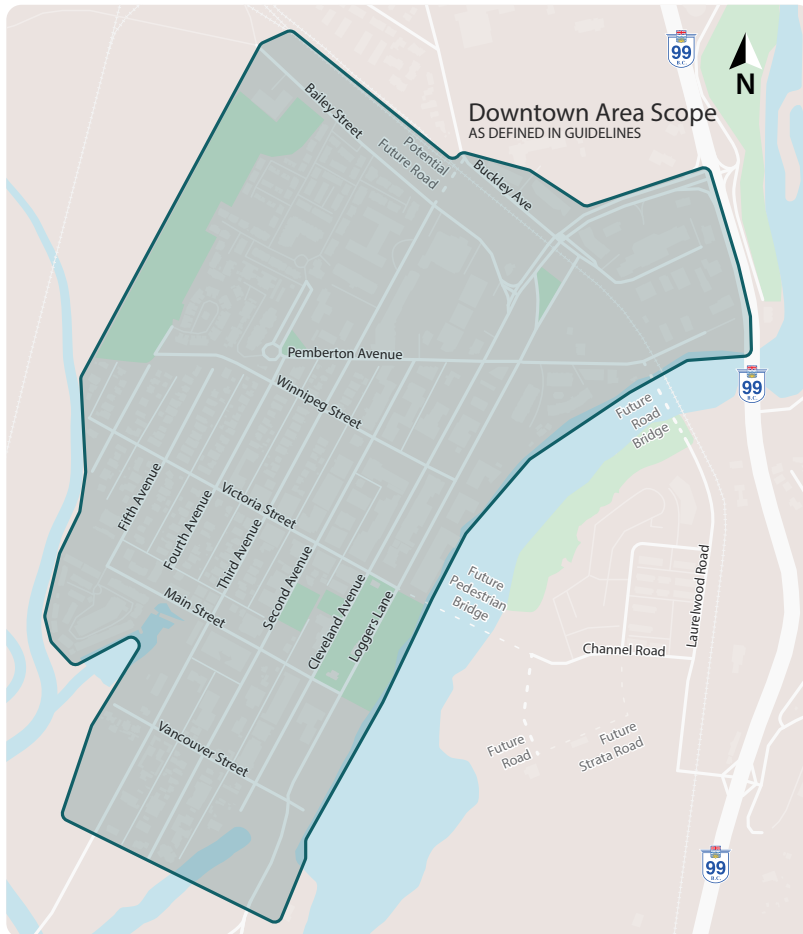 99
B.C.
N
Downtown Area Scope
AS DEFINED IN GUIDELINES
Bailey Street
Potential
Future Road
Buckley Ave
Pemberton Avenue
99
B.C.
Winnipeg Street
Future
Road
Bridge
Fifth Avenue
Fourth Avenue
Third Avenue
Victoria Street
Second Avenue
Cleveland Avenue
Loggers Lane
Future
Pedestrian
Bridge
Main Street
Laurelwood Road
Channel Road
Vancouver Street
Future
Road
Future
Strata Road
99
B.C.